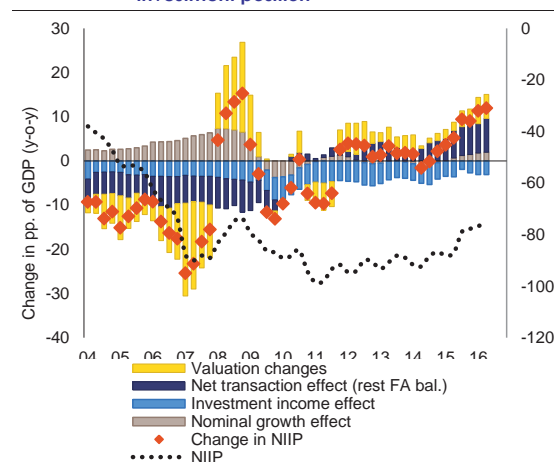 investment position
30 0
20 -20
10 -40
0 -60
-10 -80
-20 -100
-30 -120
-40
Change in pp. of GDP (y-o-y)
04 05 06 07 08 09 10 11 12 13 14 15 16
Valuation changes
Net transaction effect (rest FA bal.)
Investment income effect
Nominal growth effect
Change in NIIP
NIIP